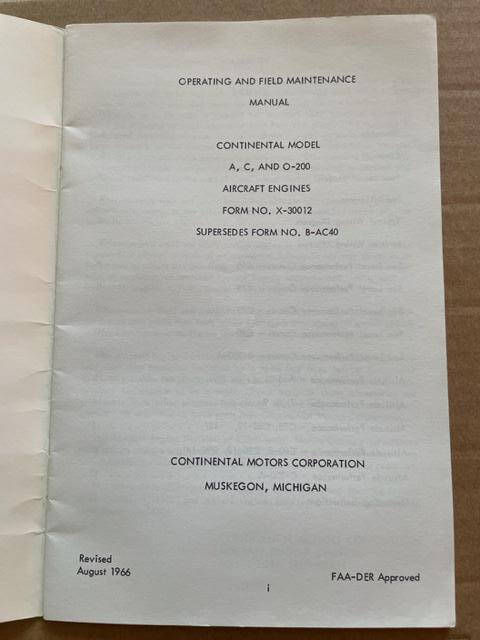 OPERATING AND FIELD MAINTENANCE
MANUAL
CONTINENTAL MODEL
A, C, AND O-200
AIRCRAFT ENGINES
FORM NO. X-30012
SUPERSEDES FORM NO. B-AC40
CONTINENTAL MOTORS CORPORATION
MUSKEGON, MICHIGAN
Revised
August 1966
FAA-DER Approved
i